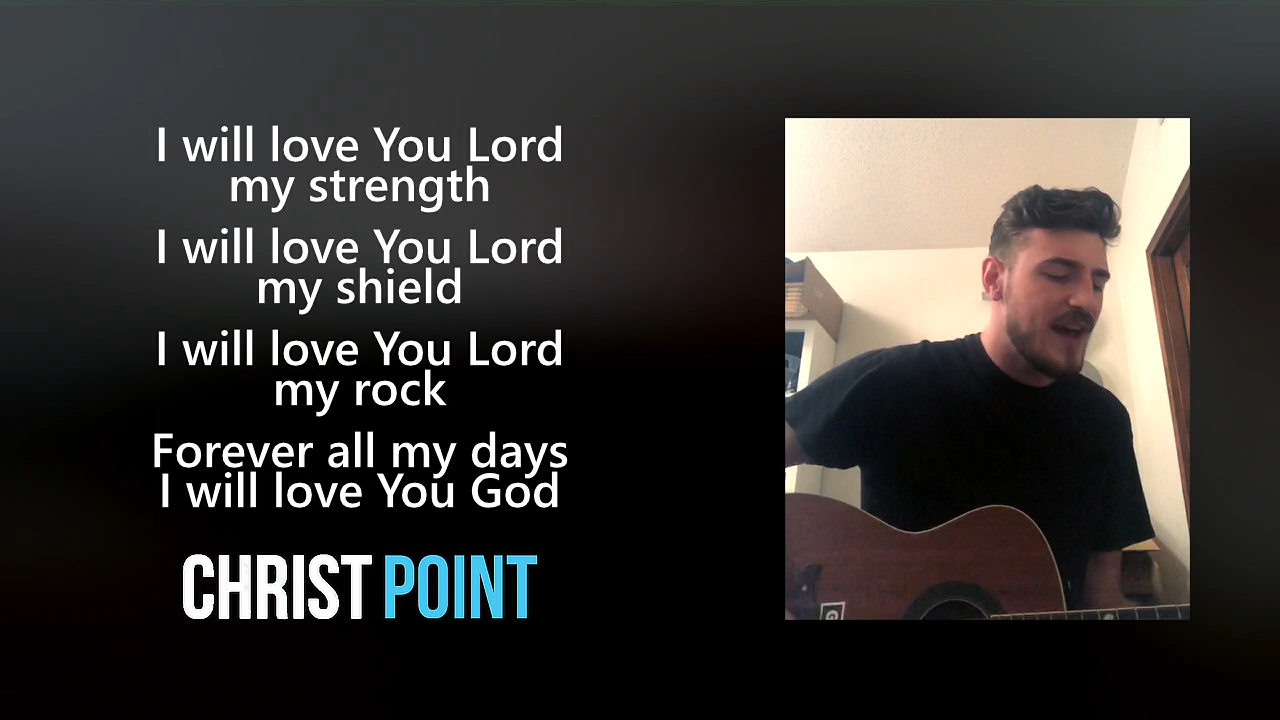 I will love You Lord
my strength
I will love You Lord
my shield
I will love You Lord
my rock
Forever all my days
I will love You God
CHRIST POINT